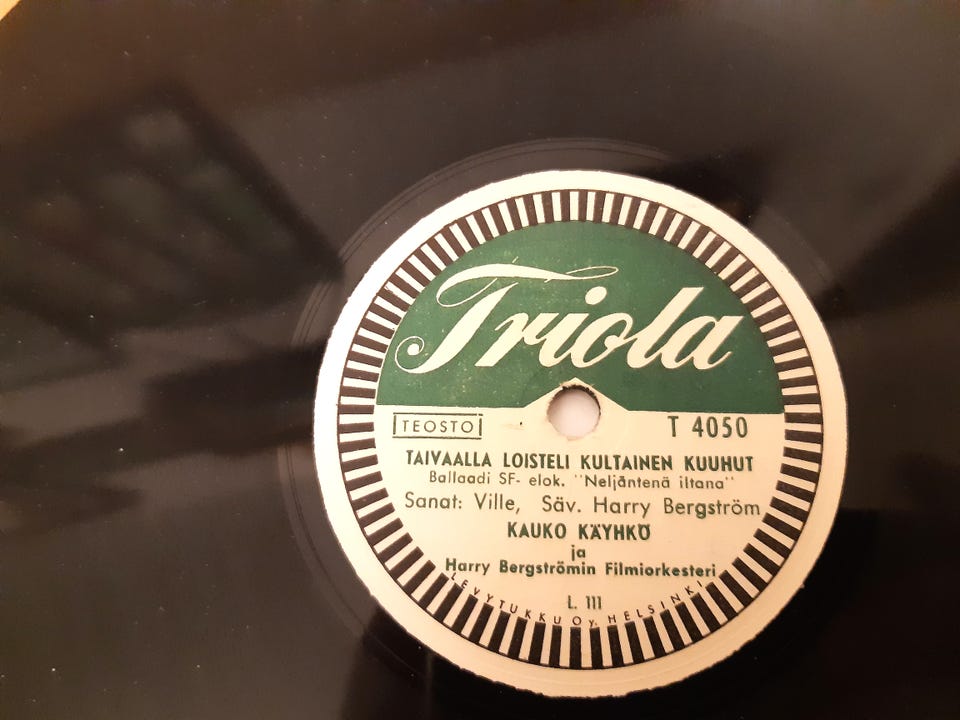 Triola
TEOSTO
T 4050
TAIVAALLA LOISTELI KULTAINEN KUUHUT
Ballaadi SF- elok. "Neljäntenä iltana"
Sanat: Ville, Säv. Harry Bergström
KAUKO KÄYHKÖ
ja
Harry Bergströmin Filmiorkesteri
L. 111
LEVYTUKKU Oy. HELSINKI